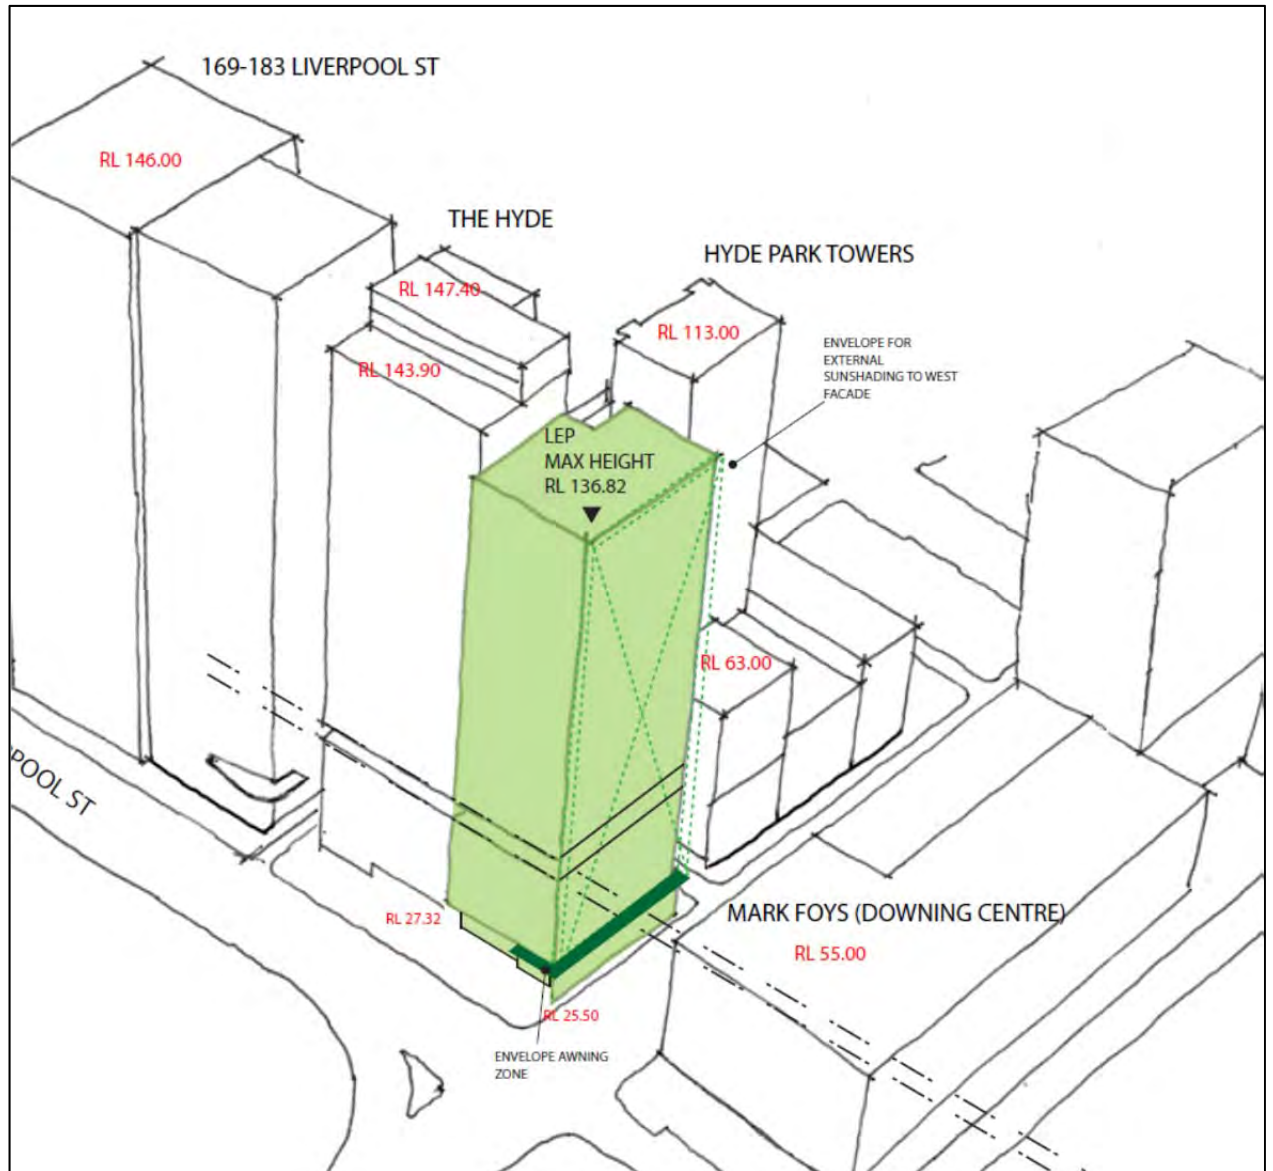 169-183 LIVERPOOL ST
RL 146.00
THE HYDE
HYDE PARK TOWERS
RL 147.40
RL 113.00
ENVELOPE FOR
EXTERNAL
SUNSHADING TO WEST
FACADE
RL 143.90
LEP
MAX HEIGHT
RL 136.82
RL 63.00
POOL ST
RL 27.32
MARK FOYS (DOWNING CENTRE)
RL 55.00
RL 25.50
ENVELOPE AWNING
ZONE